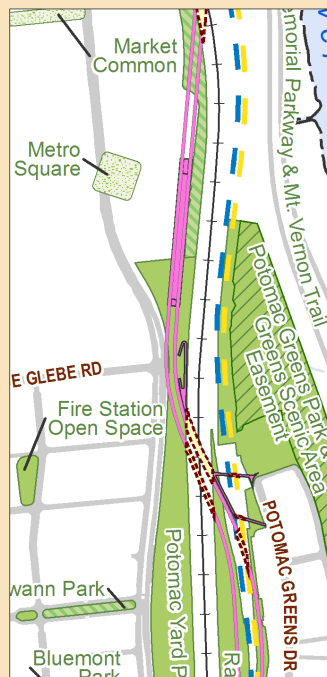 Market
Common
Metro
Square
emorial Parkway & Mt. Vernon Trail
Potomac Greens Park &
Greens Scenic Area
Easement
E GLEBE RD
Fire Station
Open Space
POTOMAC GREENS DR
Potomac Yard P
wann Park
Bluemont
Park
Ra